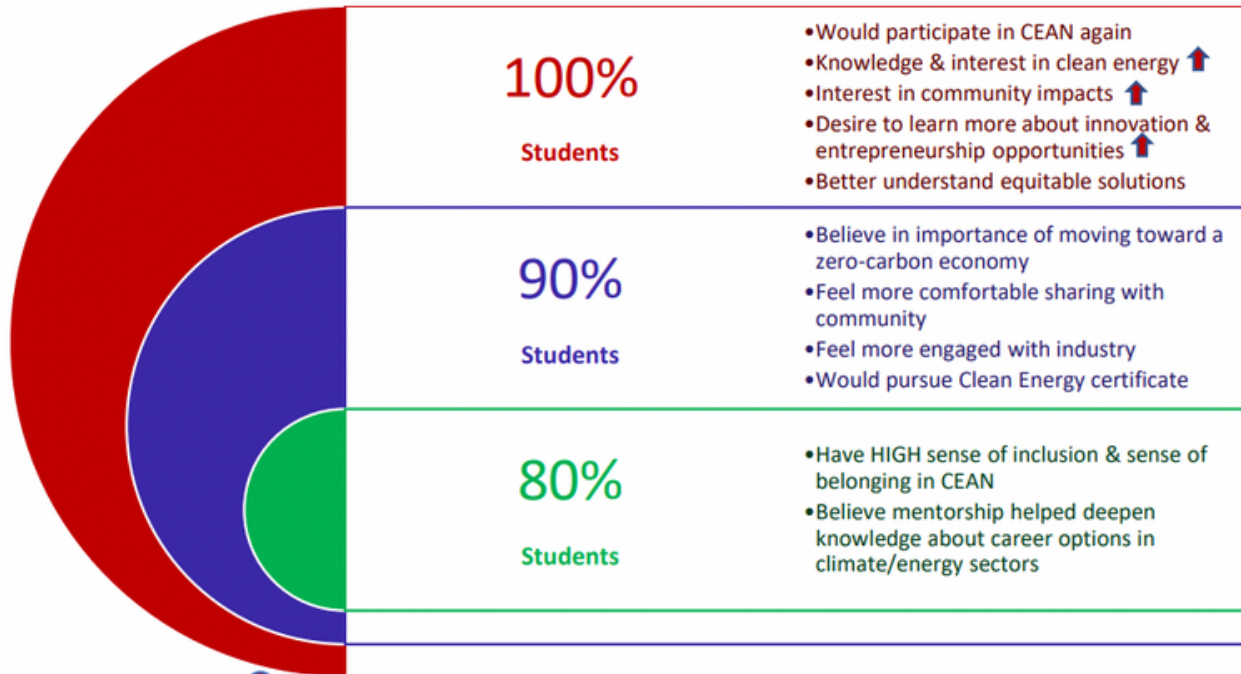 100%
Students
•Would participate in CEAN again
•Knowledge & interest in clean energy
•Interest in community impacts
•Desire to learn more about innovation &
entrepreneurship opportunities
•Better understand equitable solutions
90%
Students
•Believe in importance of moving toward a
zero-carbon economy
•Feel more comfortable sharing with
community
•Feel more engaged with industry
•Would pursue Clean Energy certificate
80%
Students
•Have HIGH sense of inclusion & sense of
belonging in CEAN
•Believe mentorship helped deepen
knowledge about career options in
climate/energy sectors